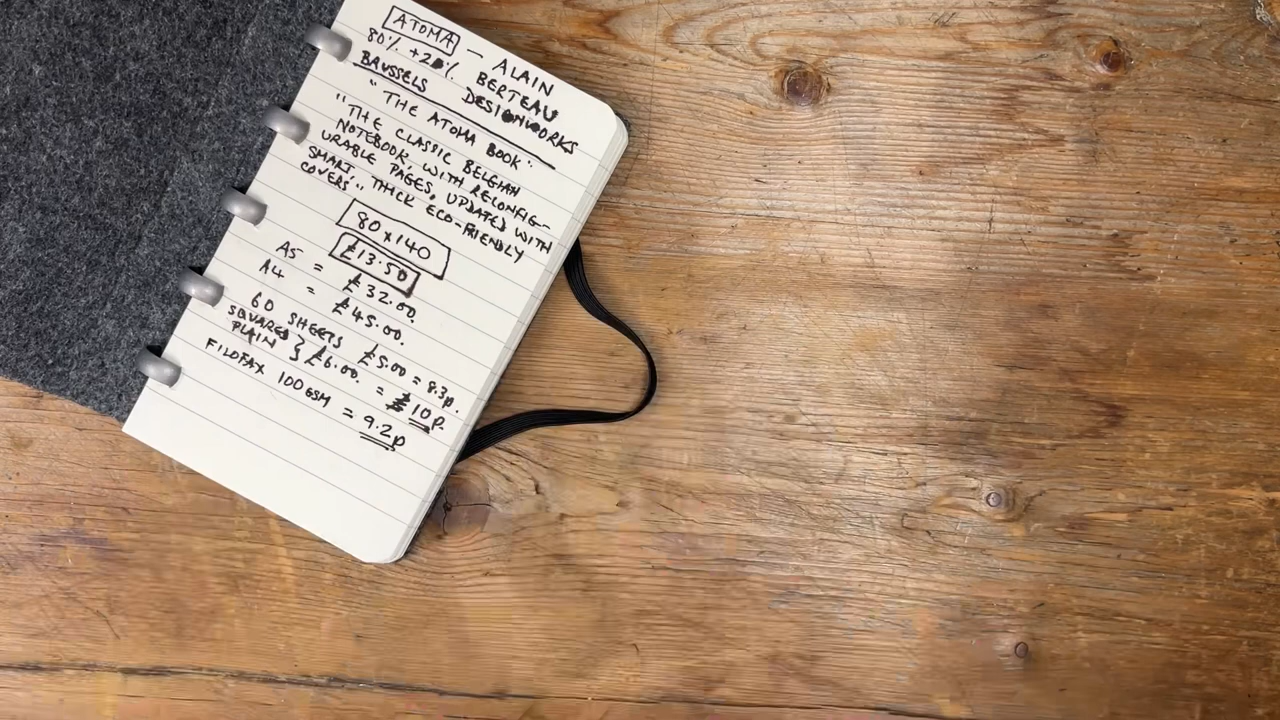 ATOMA — ALAIN
80% + 20% BERTEAU
BRUSSELS DESIGNWORKS
"THE ATOMA BOOK".
"THE CLASSIC BELGIAN
NOTEBOOK, WITH RECONFIG-
URABLE PAGES, UPDATED WITH
SMART, THICK ECO-FRIENDLY
COVERS".
80 x 140
£13.50
A5 = £32.00.
A4 = £45.00.
60 SHEETS £5.00 = 8.3p.
SQUARED } £6.00. = £10p.
PLAIN
FILOFAX 100GSM = 9.2p